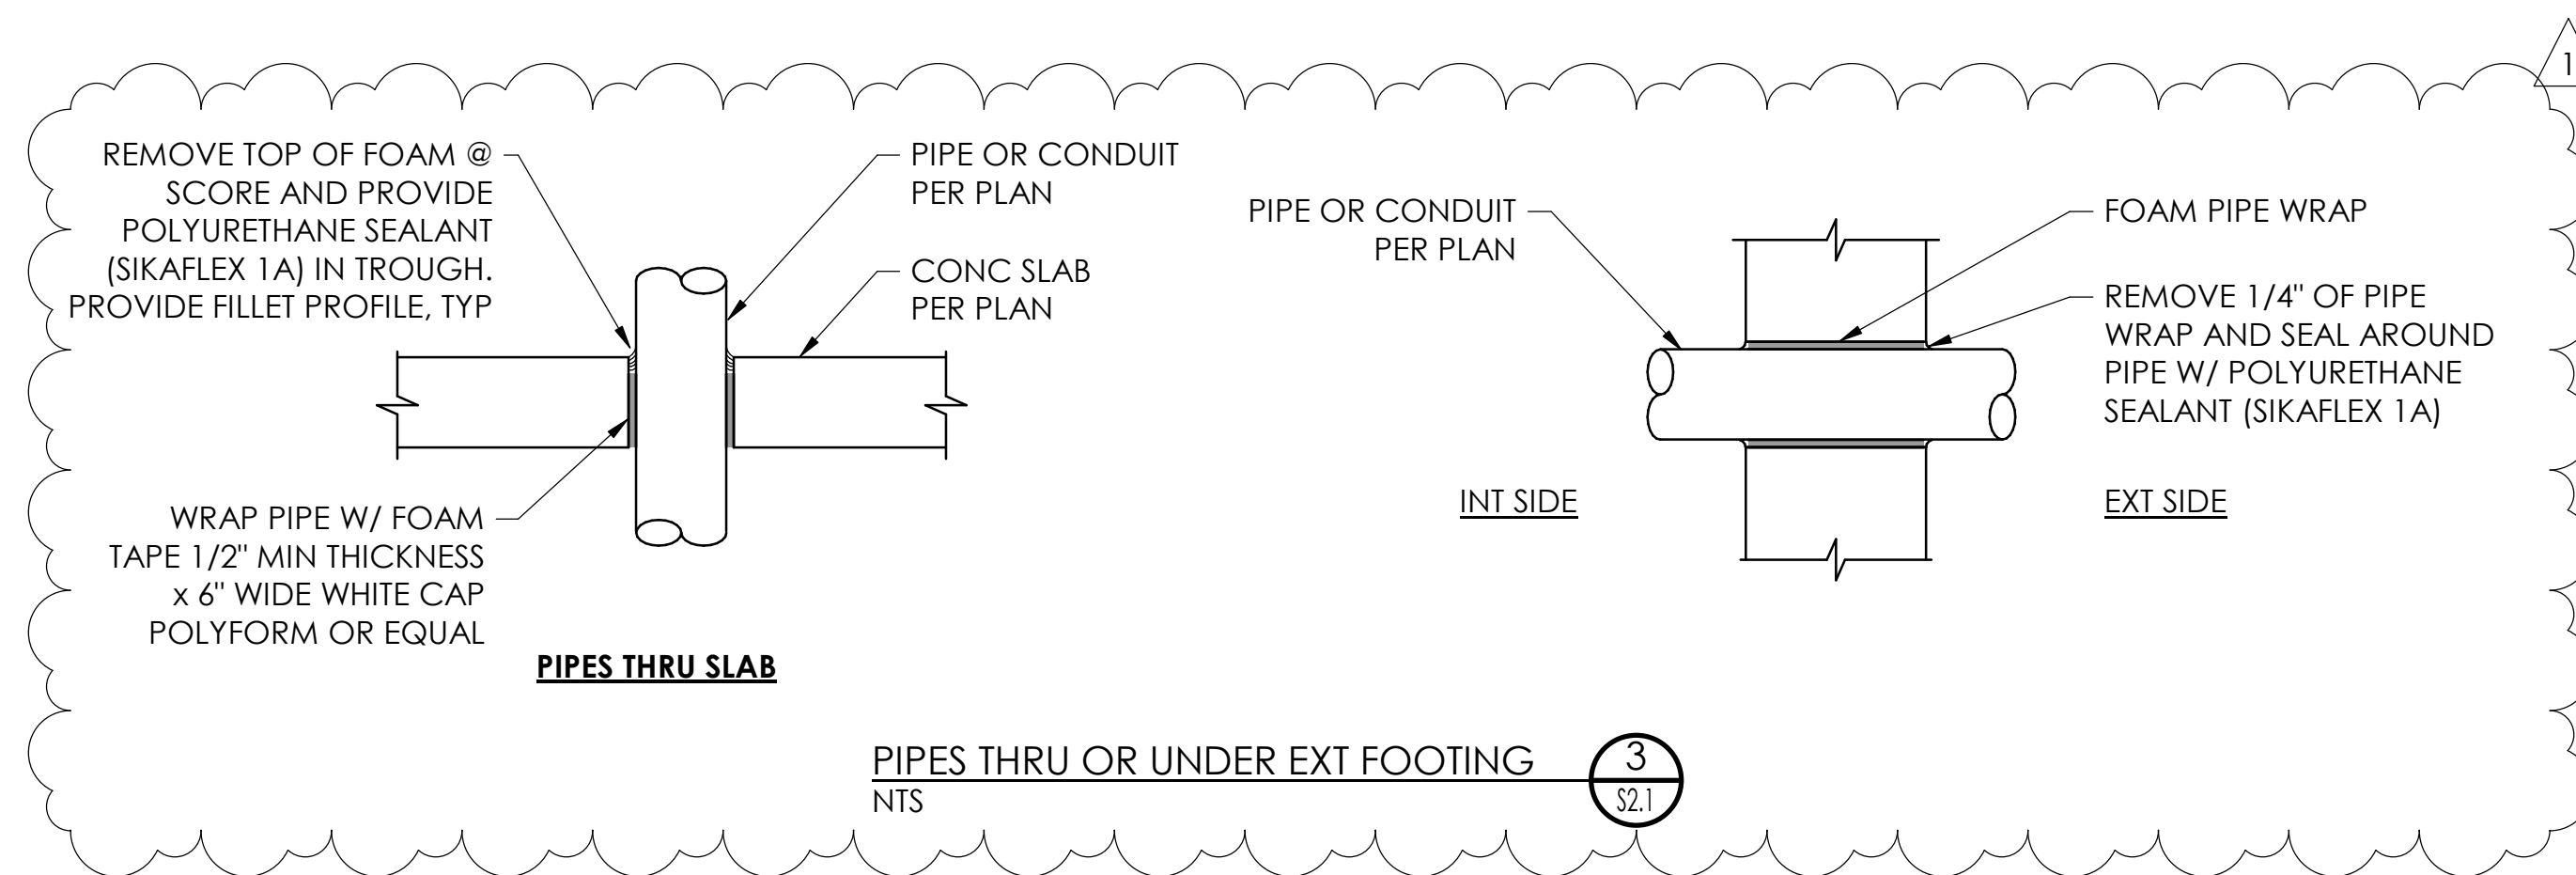 1
REMOVE TOP OF FOAM @
SCORE AND PROVIDE
POLYURETHANE SEALANT
(SIKAFLEX 1A) IN TROUGH.
PROVIDE FILLET PROFILE, TYP
PIPE OR CONDUIT
PER PLAN
CONC SLAB
PER PLAN
WRAP PIPE W/ FOAM
TAPE 1/2" MIN THICKNESS
x 6" WIDE WHITE CAP
POLYFORM OR EQUAL
PIPES THRU SLAB
PIPE OR CONDUIT
PER PLAN
FOAM PIPE WRAP
REMOVE 1/4" OF PIPE
WRAP AND SEAL AROUND
PIPE W/ POLYURETHANE
SEALANT (SIKAFLEX 1A)
INT SIDE
EXT SIDE
PIPES THRU OR UNDER EXT FOOTING
NTS
3
S2.1